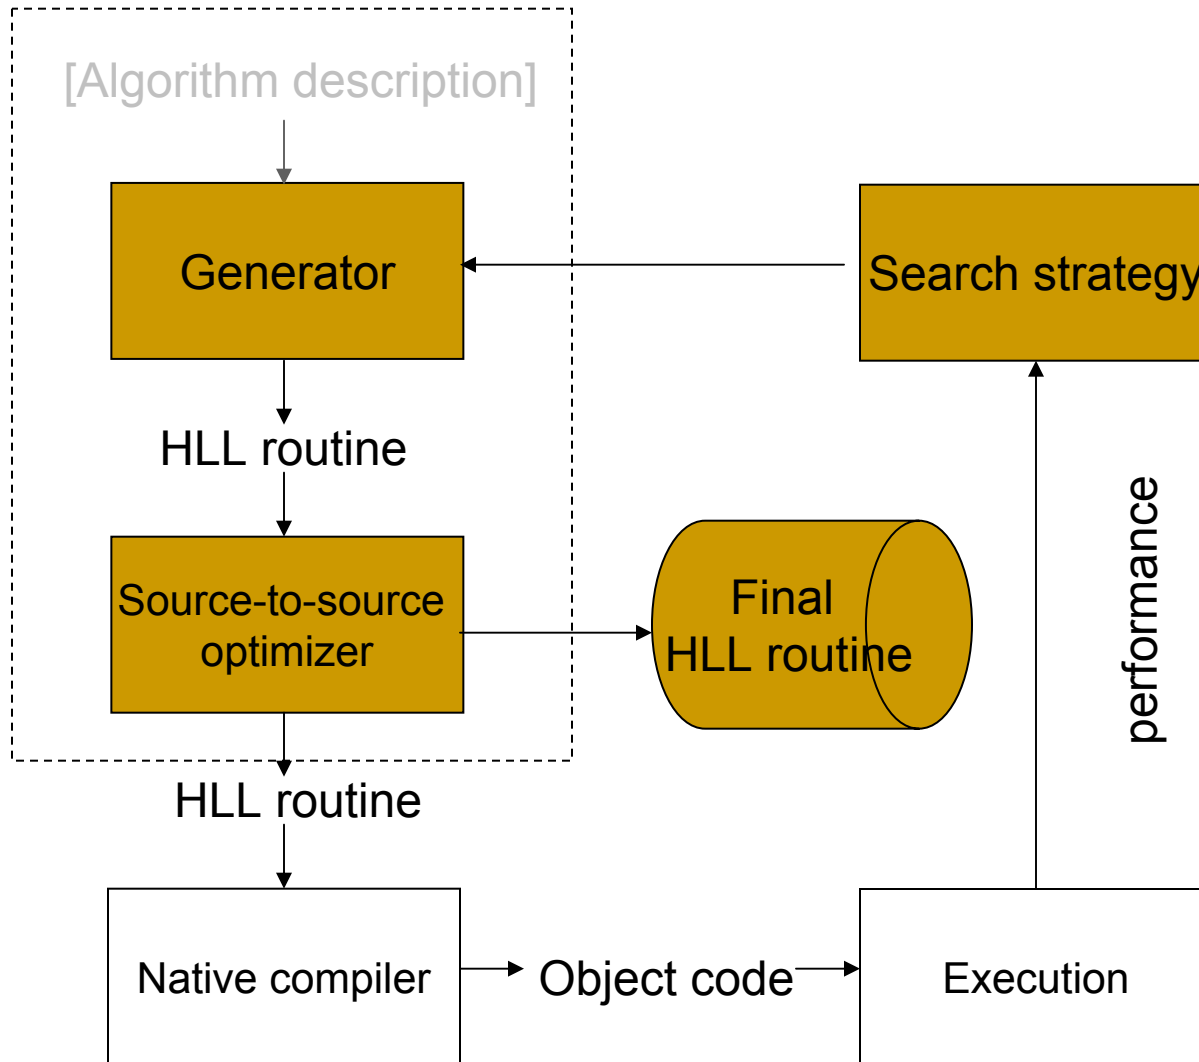 [Algorithm description]
Generator
Search strategy
HLL routine
Source-to-source
optimizer
Final
HLL routine
performance
HLL routine
Native compiler
Object code
Execution